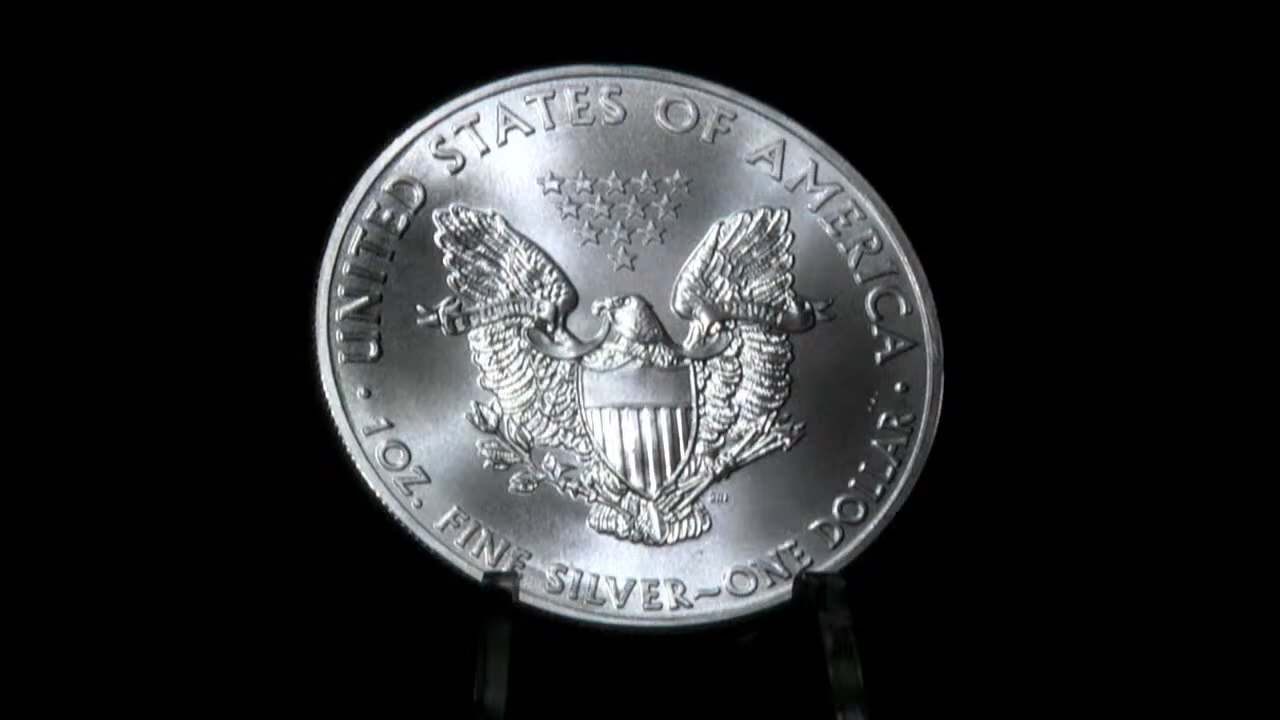 UNITED STATES OF AMERICA
· 1 OZ. FINE SILVER~ONE DOLLAR ·